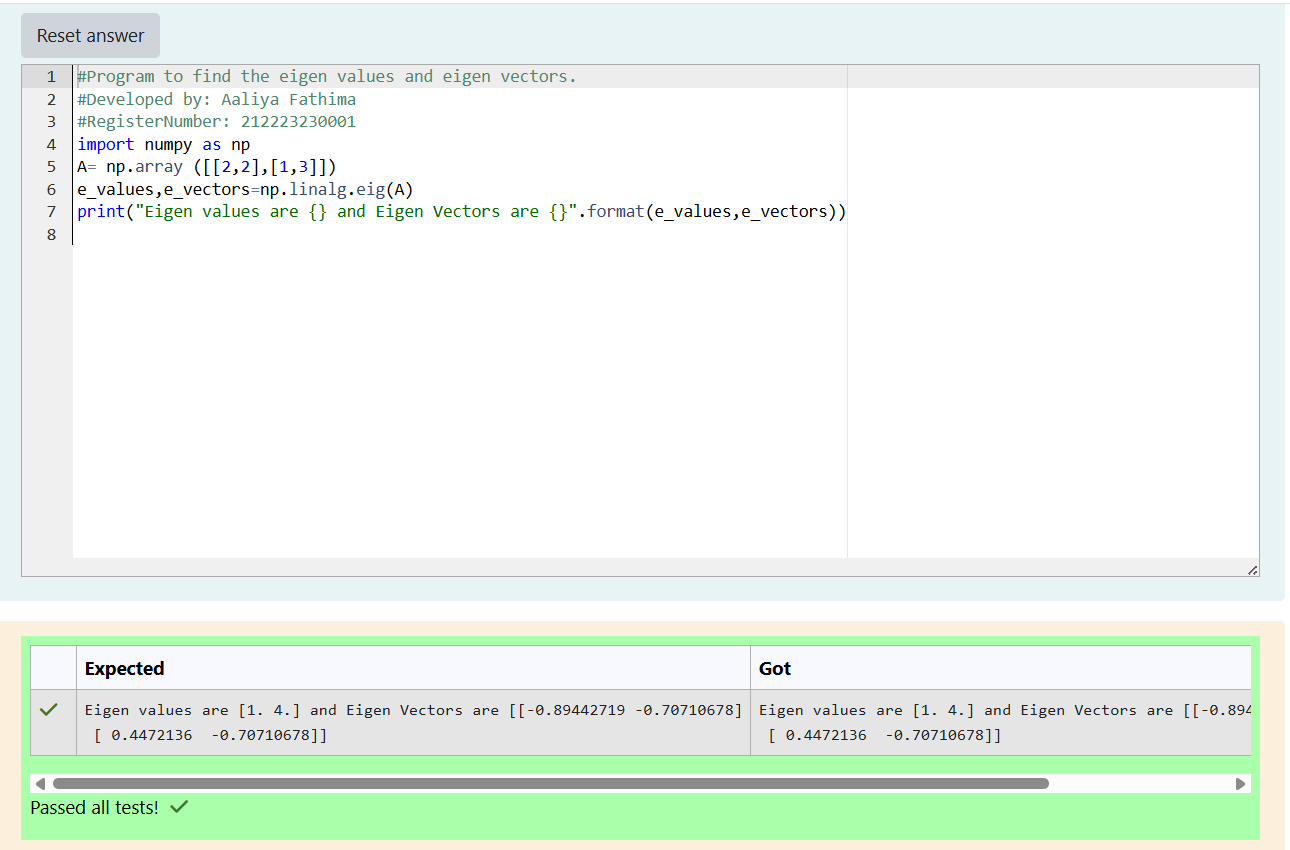 Reset answer
1 #Program to find the eigen values and eigen vectors.
2 #Developed by: Aaliya Fathima
3 #RegisterNumber: 212223230001
4 import numpy as np
5 A= np.array ([[2,2],[1,3]])
6 e_values,e_vectors=np.linalg.eig(A)
7 print("Eigen values are {} and Eigen Vectors are {}".format(e_values,e_vectors))
8
Expected Got
Eigen values are [1. 4.] and Eigen Vectors are [[-0.89442719 -0.70710678] Eigen values are [1. 4.] and Eigen Vectors are [[-0.894
[ 0.4472136  -0.70710678]] [ 0.4472136  -0.70710678]]
Passed all tests!